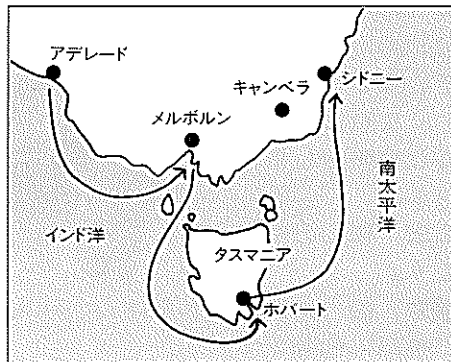 アデレード
シドニー
キャンベラ
メルボルン
南太平洋
インド洋
タスマニア
ホバート